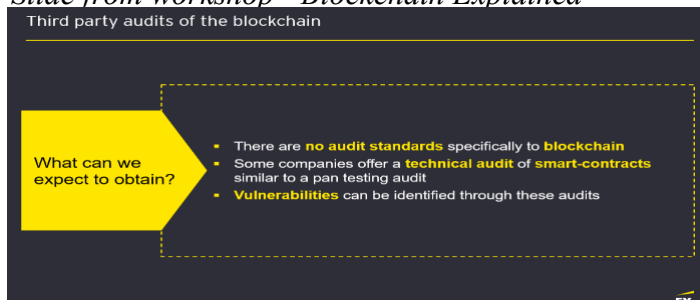 Slide from workshop "Blockchain Explained"
Third party audits of the blockchain
What can we
expect to obtain?
There are no audit standards specifically to blockchain
Some companies offer a technical audit of smart-contracts
similar to a pan testing audit
Vulnerabilities can be identified through these audits